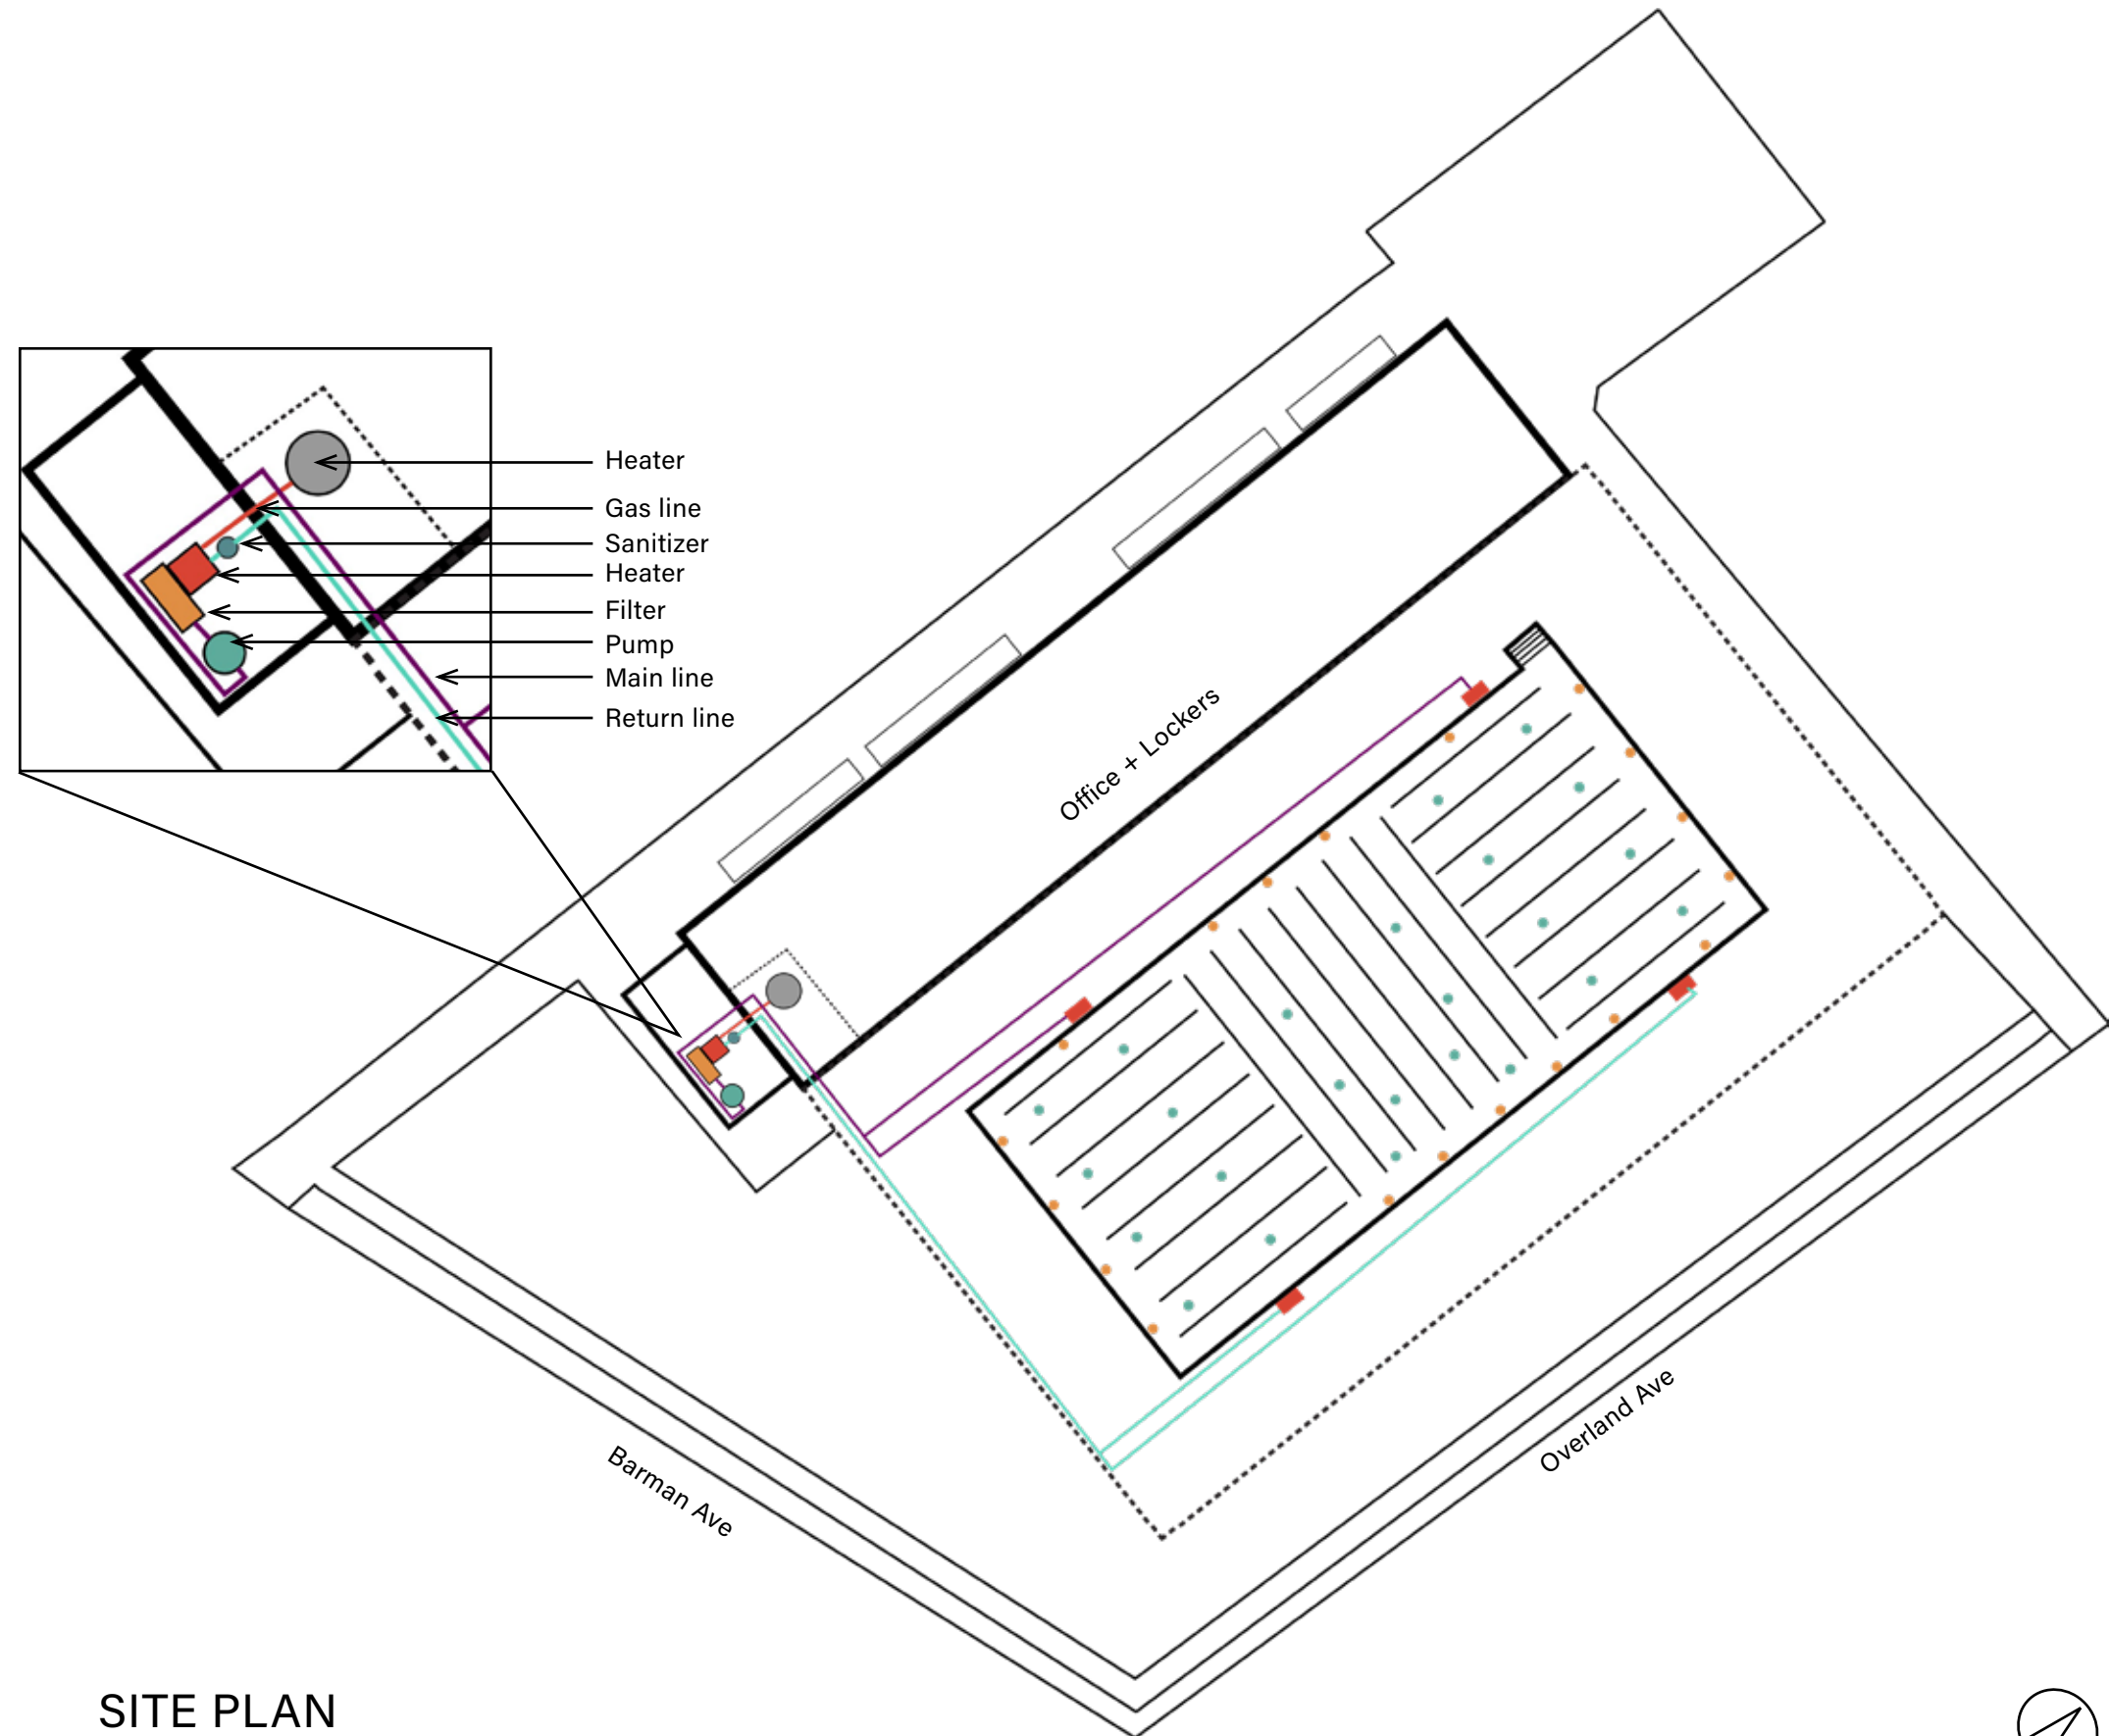 Heater
Gas line
Sanitizer
Heater
Filter
Pump
Main line
Return line
Office + Lockers
Barman Ave
Overland Ave
SITE PLAN